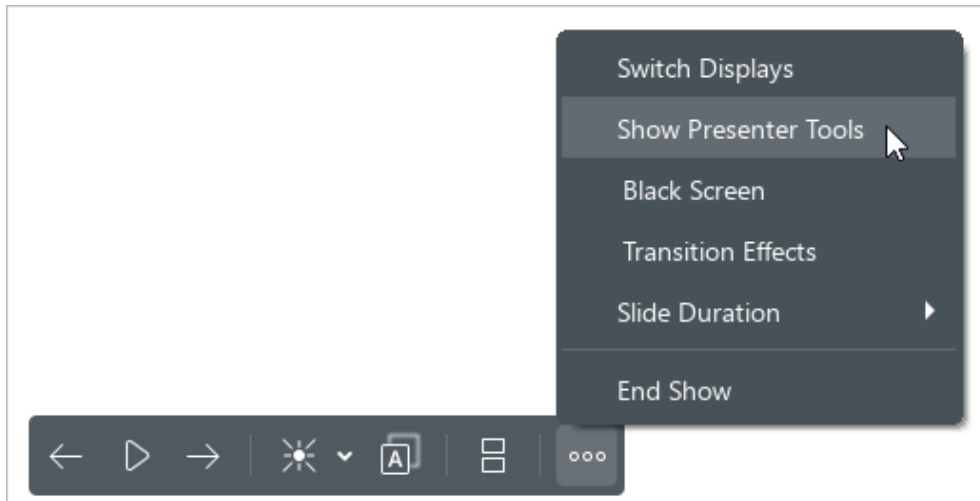 Switch Displays
Show Presenter Tools
Black Screen
Transition Effects
Slide Duration
End Show
A